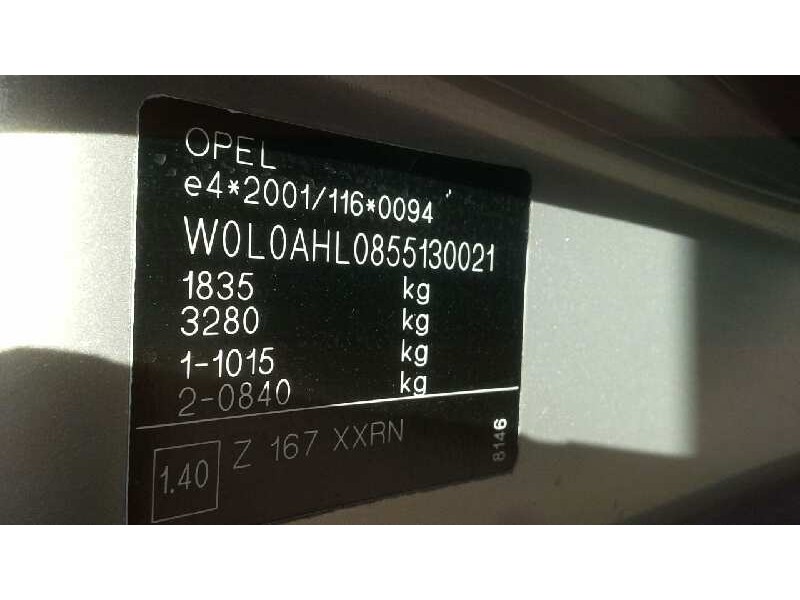 OPEL
e4*2001/116*0094
W0L0AHL0855130021
1835 kg
3280 kg
1-1015 kg
2-0840 kg
1.40 Z 167 XXRN
8146